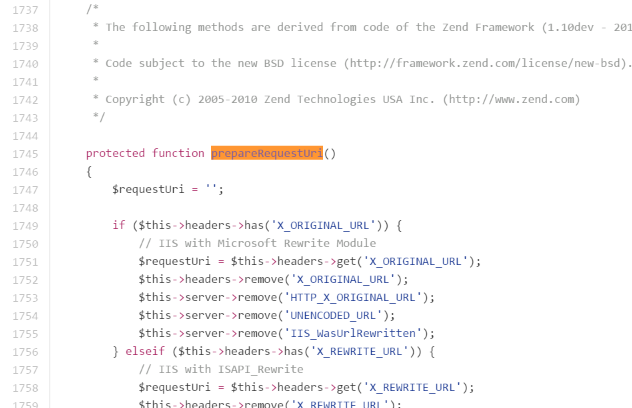 1737 /*
1738 * The following methods are derived from code of the Zend Framework (1.10dev - 201
1739 *
1740 * Code subject to the new BSD license (http://framework.zend.com/license/new-bsd).
1741 *
1742 * Copyright (c) 2005-2010 Zend Technologies USA Inc. (http://www.zend.com)
1743 */
1744
1745 protected function prepareRequestUri()
1746 {
1747 $requestUri = '';
1748
1749 if ($this->headers->has('X_ORIGINAL_URL')) {
1750 // IIS with Microsoft Rewrite Module
1751 $requestUri = $this->headers->get('X_ORIGINAL_URL');
1752 $this->headers->remove('X_ORIGINAL_URL');
1753 $this->server->remove('HTTP_X_ORIGINAL_URL');
1754 $this->server->remove('UNENCODED_URL');
1755 $this->server->remove('IIS_WasUrlRewritten');
1756 } elseif ($this->headers->has('X_REWRITE_URL')) {
1757 // IIS with ISAPI_Rewrite
1758 $requestUri = $this->headers->get('X_REWRITE_URL');
1759 $this->headers->remove('X_REWRITE_URL');